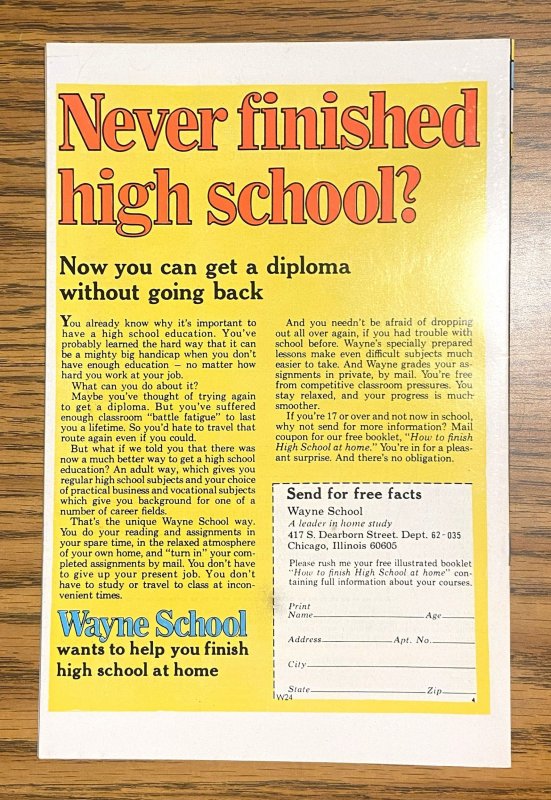 Never finished
high school?
Now you can get a diploma
without going back
You already know why it's important to
have a high school education. You've
probably learned the hard way that it can
be a mighty big handicap when you don't
have enough education – no matter how
hard you work at your job.
What can you do about it?
Maybe you've thought of trying again
to get a diploma. But you've suffered
enough classroom "battle fatigue" to last
you a lifetime. So you'd hate to travel that
route again even if you could.
But what if we told you that there was
now a much better way to get a high school
education? An adult way, which gives you
regular high school subjects and your choice
of practical business and vocational subjects
which give you background for one of a
number of career fields.
That's the unique Wayne School way.
You do your reading and assignments in
your spare time, in the relaxed atmosphere
of your own home, and "turn in" your com-
pleted assignments by mail. You don't have
to give up your present job. You don't
have to study or travel to class at incon-
venient times.
Wayne School
wants to help you finish
high school at home
And you needn't be afraid of dropping
out all over again, if you had trouble with
school before. Wayne's specially prepared
lessons make even difficult subjects much
easier to take. And Wayne grades your as-
signments in private, by mail. You're free
from competitive classroom pressures. You
stay relaxed, and your progress is much
smoother.
If you're 17 or over and not now in school,
why not send for more information? Mail
coupon for our free booklet, "How to finish
High School at home." You're in for a pleas-
ant surprise. And there's no obligation.
Send for free facts
Wayne School
A leader in home study
417 S. Dearborn Street. Dept. 62-035
Chicago, Illinois 60605
Please rush me your free illustrated booklet
"How to finish High School at home" con-
taining full information about your courses.
Print
Name Age
Address Apt. No.
City
State Zip
W24 4